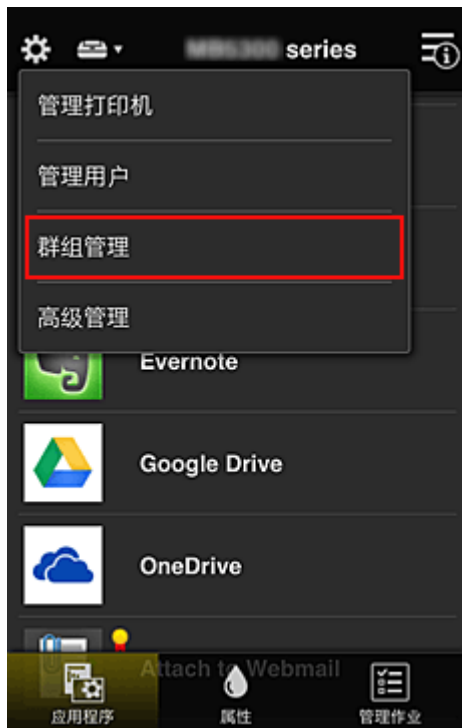 series
管理打印机
管理用户
群组管理
高级管理
Evernote
Google Drive
OneDrive
Attach to Webmail
应用程序
属性
管理作业